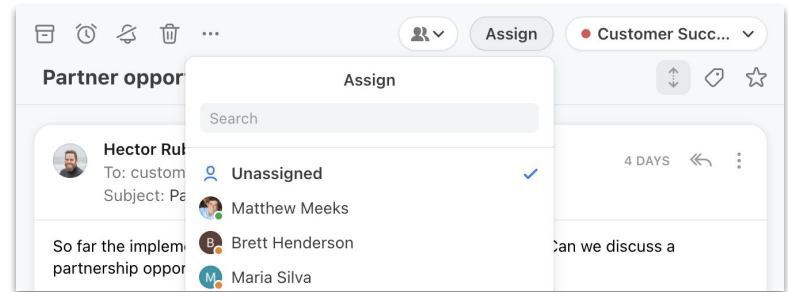 Assign
Customer Succ...
Partner oppor
Assign
Search
Hector Rub
To: custom
Subject: Pa
4 DAYS
Unassigned
Matthew Meeks
B Brett Henderson
M Maria Silva
So far the implem Can we discuss a
partnership oppor